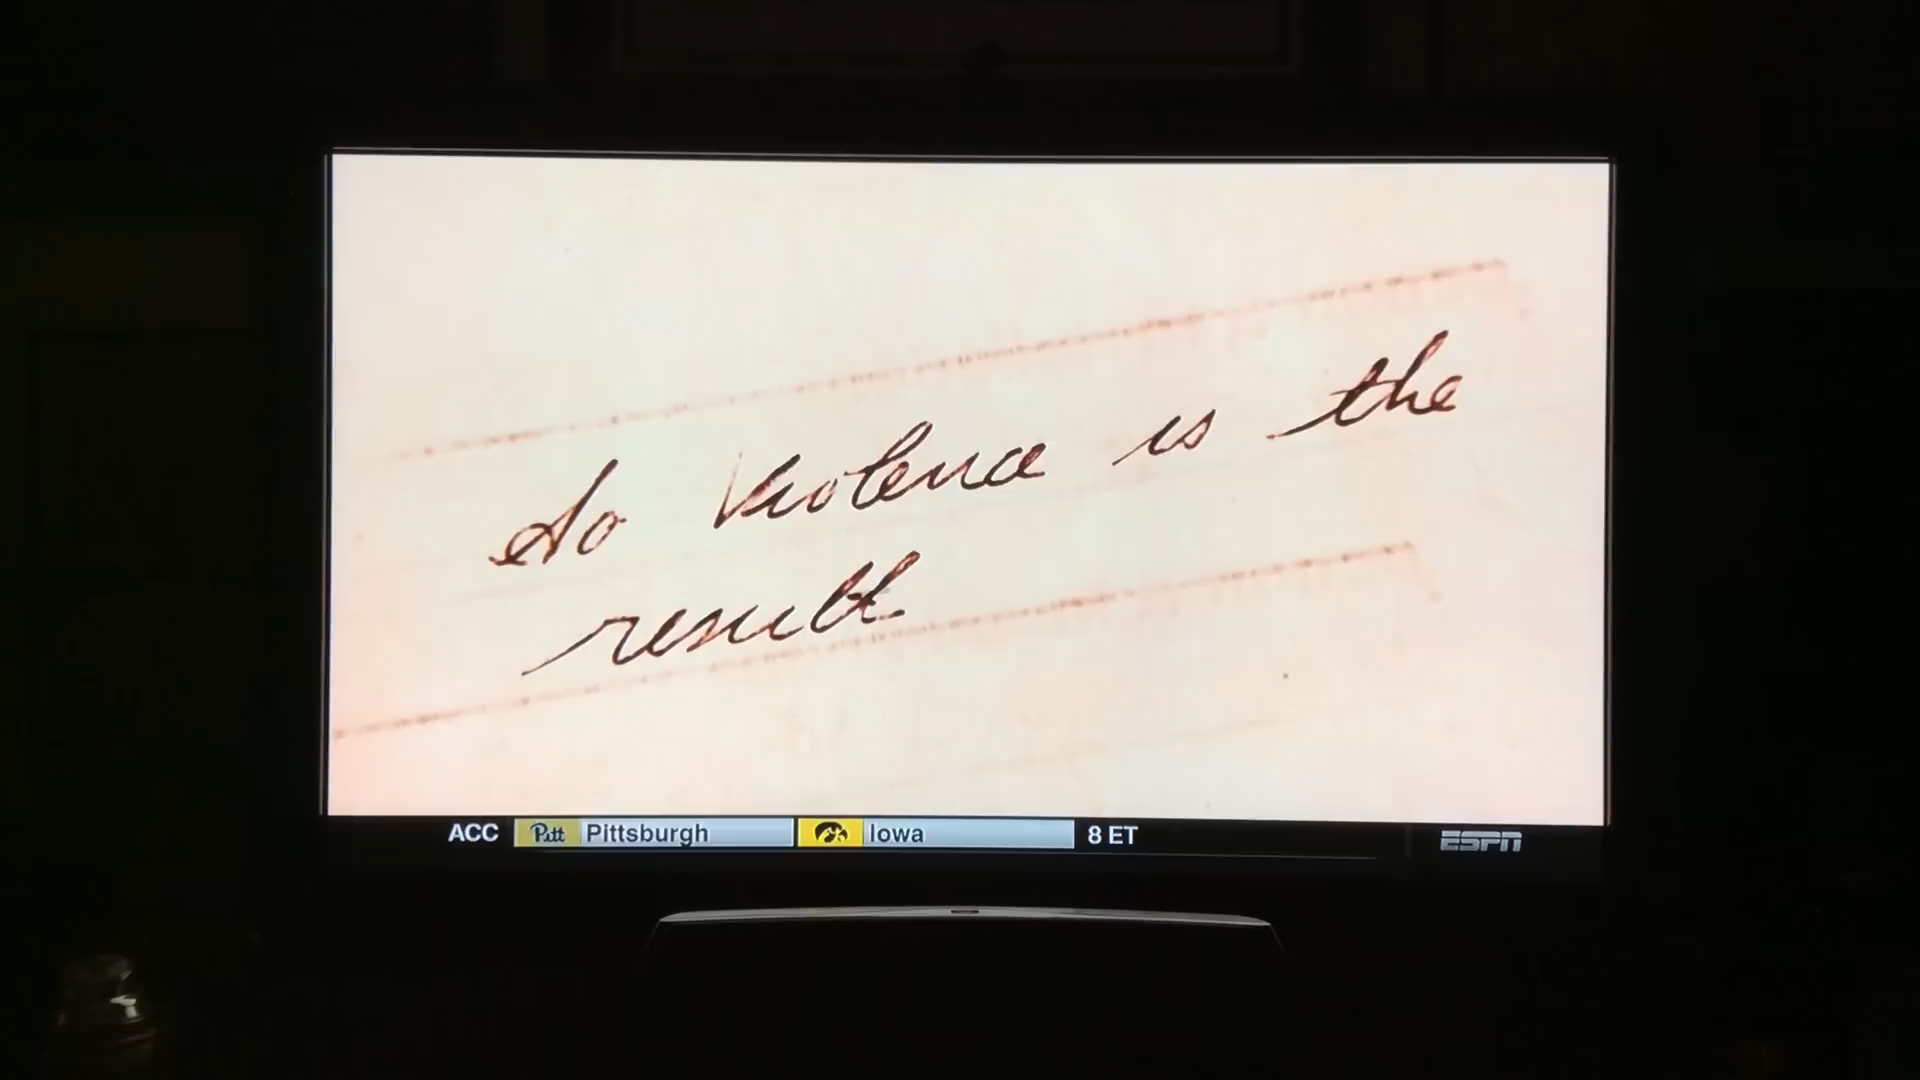 So Violence is the
result
ACC Pitt Pittsburgh Iowa 8 ET ESPN